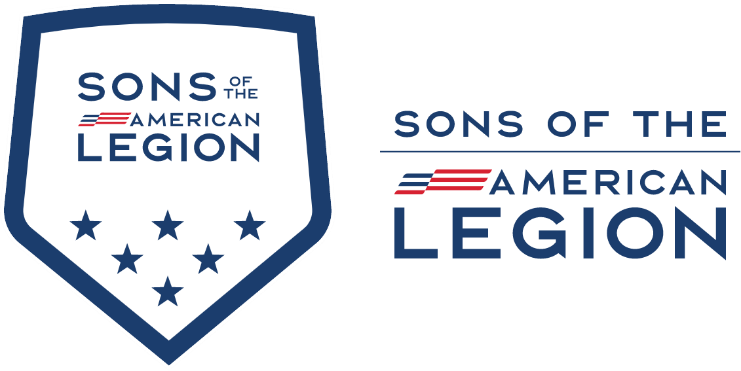 SONS OF THE
AMERICAN
LEGION
SONS OF THE
AMERICAN
LEGION